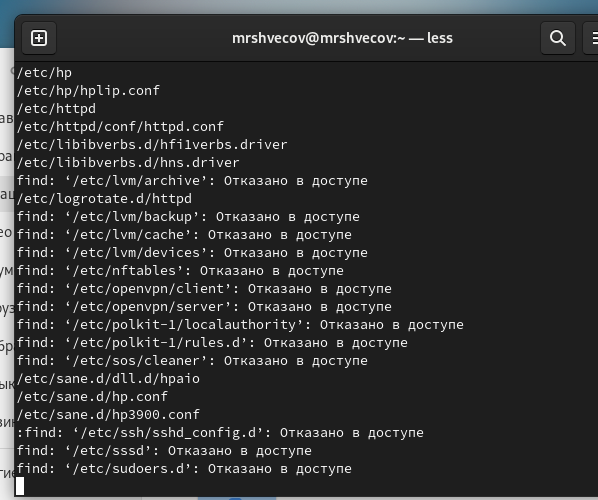 mrshvecov@mrshvecov:~ — less
/etc/hp
/etc/hp/hplip.conf
/etc/httpd
/etc/httpd/conf/httpd.conf
/etc/libibverbs.d/hfi1verbs.driver
/etc/libibverbs.d/hns.driver
find: ‘/etc/lvm/archive’: Отказано в доступе
/etc/logrotate.d/httpd
find: ‘/etc/lvm/backup’: Отказано в доступе
find: ‘/etc/lvm/cache’: Отказано в доступе
find: ‘/etc/lvm/devices’: Отказано в доступе
find: ‘/etc/nftables’: Отказано в доступе
find: ‘/etc/openvpn/client’: Отказано в доступе
find: ‘/etc/openvpn/server’: Отказано в доступе
find: ‘/etc/polkit-1/localauthority’: Отказано в доступе
find: ‘/etc/polkit-1/rules.d’: Отказано в доступе
find: ‘/etc/sos/cleaner’: Отказано в доступе
/etc/sane.d/dll.d/hpaio
/etc/sane.d/hp.conf
/etc/sane.d/hp3900.conf
:find: ‘/etc/ssh/sshd_config.d’: Отказано в доступе
find: ‘/etc/sssd’: Отказано в доступе
find: ‘/etc/sudoers.d’: Отказано в доступе